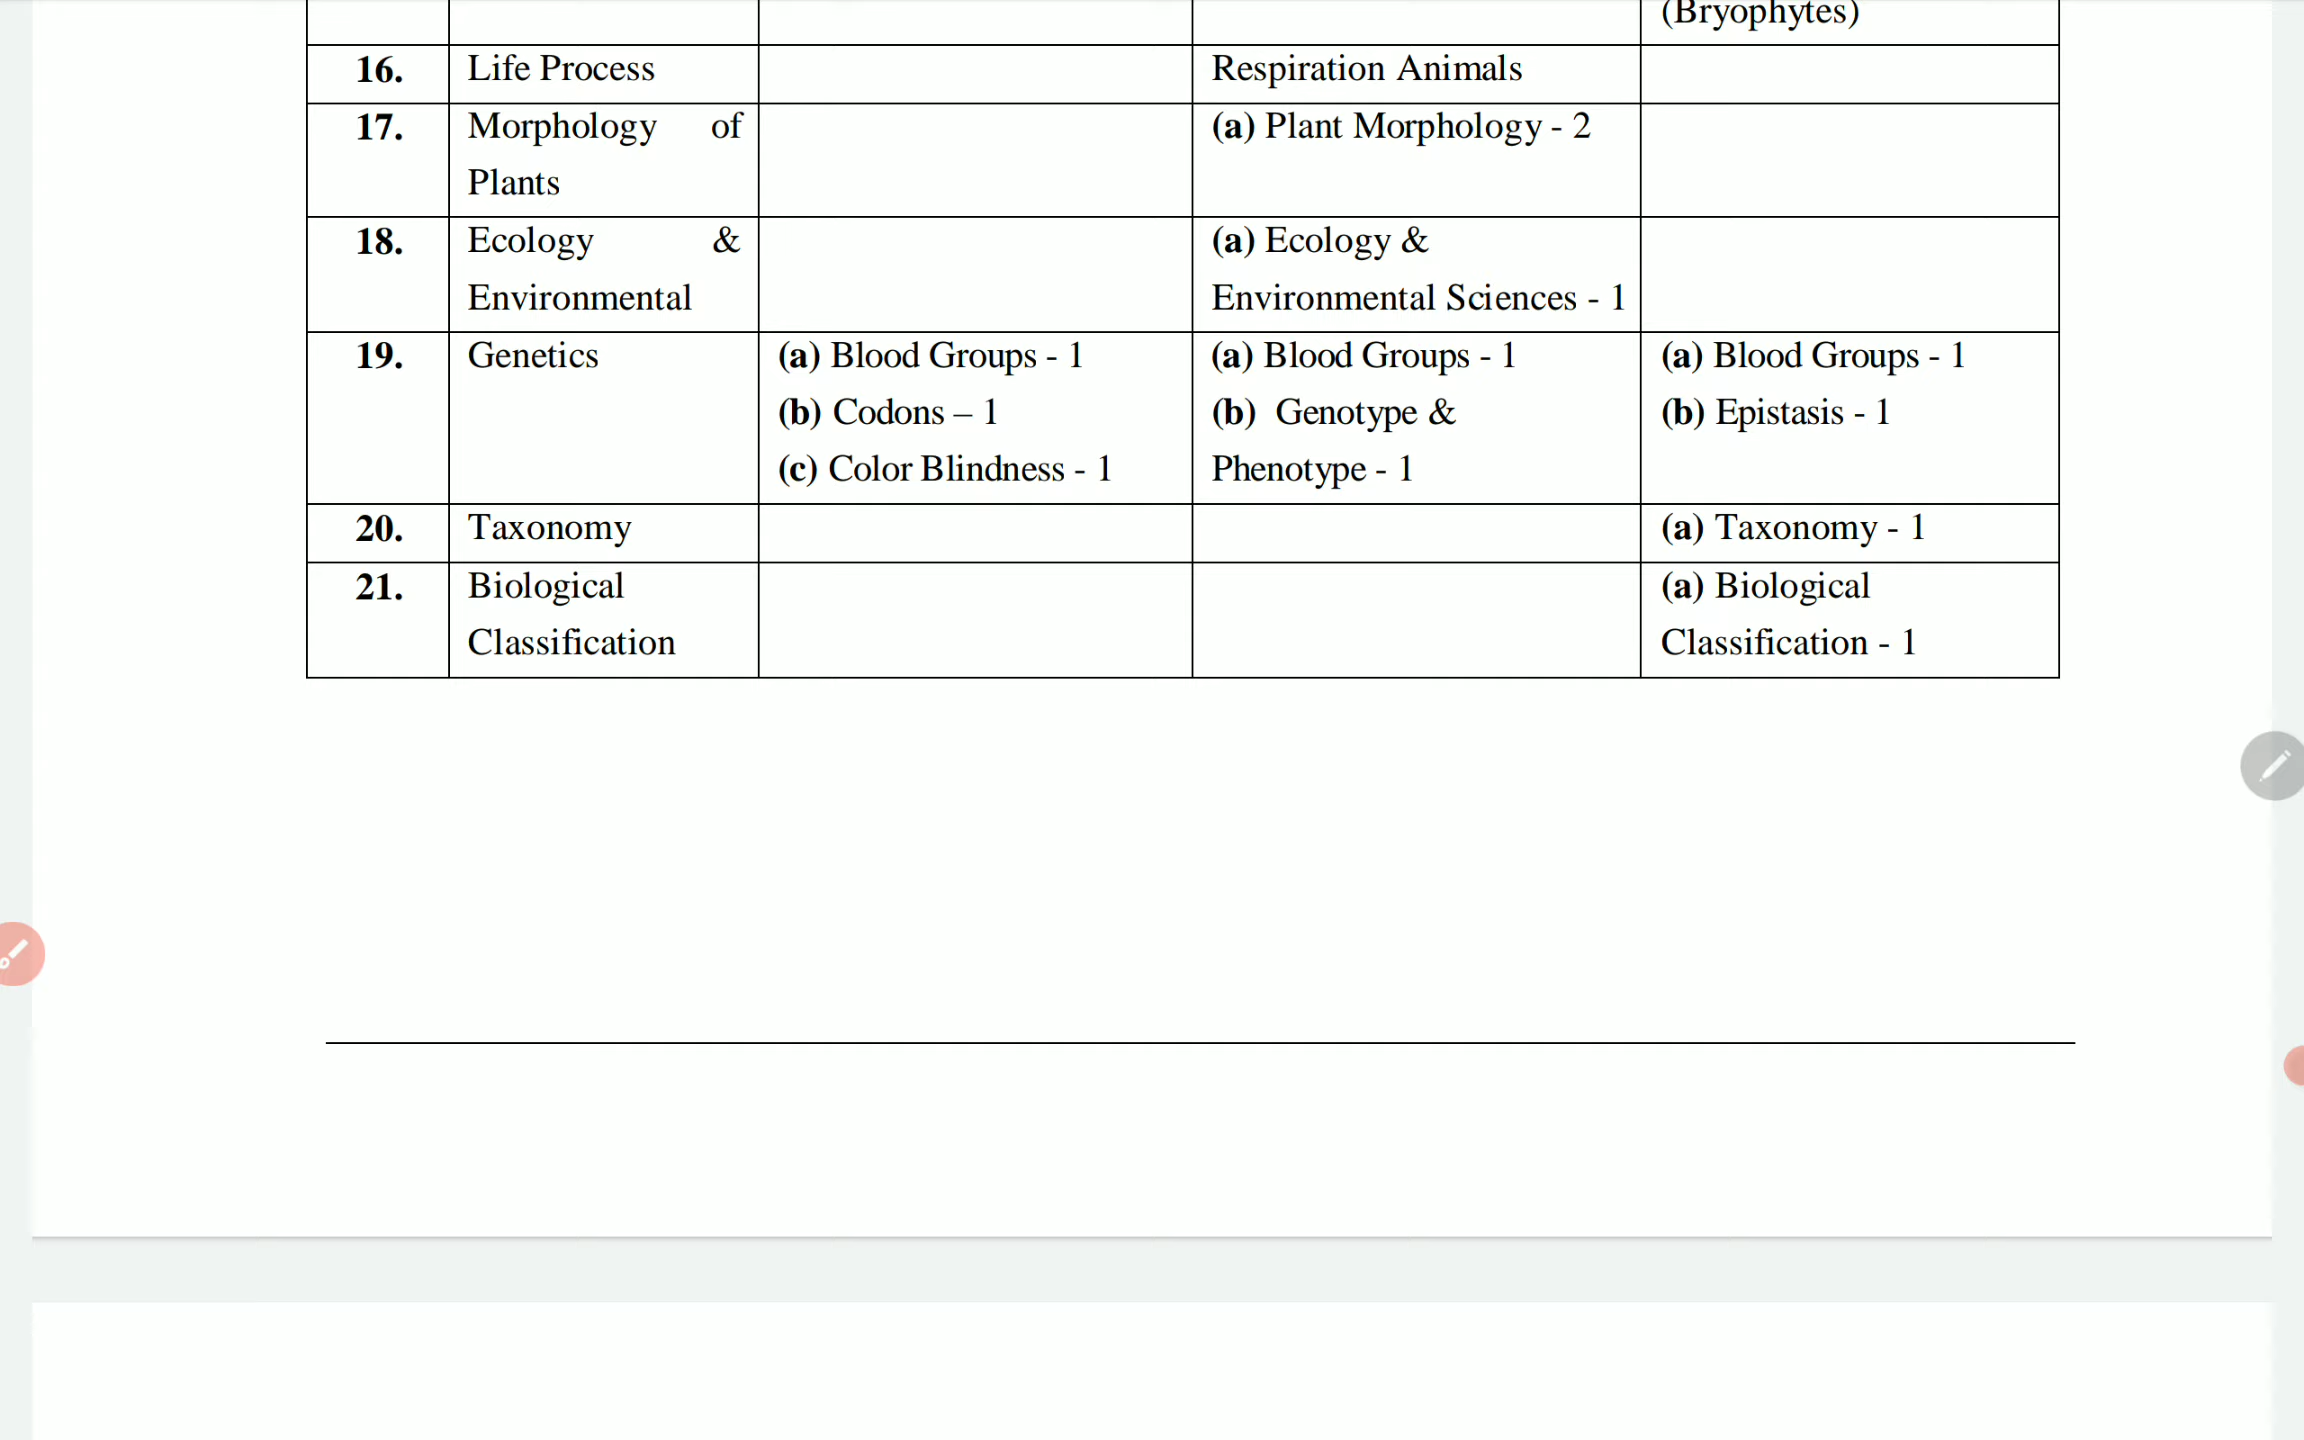 (Bryophytes)
16. Life Process Respiration Animals
17. Morphology of (a) Plant Morphology - 2
Plants
18. Ecology & (a) Ecology &
Environmental Environmental Sciences - 1
19. Genetics (a) Blood Groups - 1 (a) Blood Groups - 1 (a) Blood Groups - 1
(b) Codons – 1 (b) Genotype & (b) Epistasis - 1
(c) Color Blindness - 1 Phenotype - 1
20. Taxonomy (a) Taxonomy - 1
21. Biological (a) Biological
Classification Classification - 1